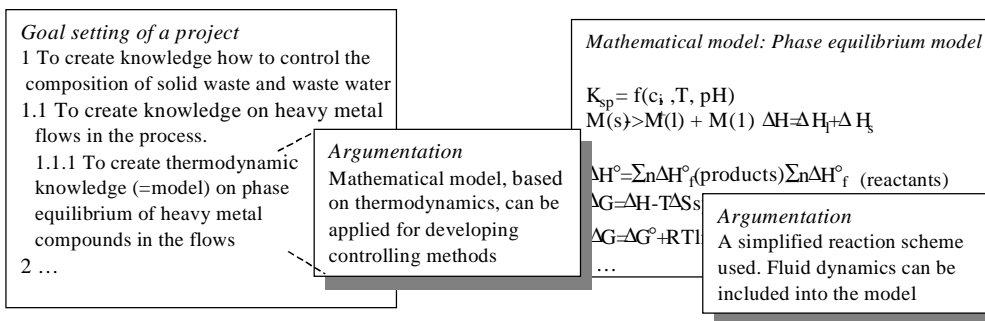 Goal setting of a project
1 To create knowledge how to control the
composition of solid waste and waste water
1.1 To create knowledge on heavy metal
flows in the process.
1.1.1 To create thermodynamic
knowledge (=model) on phase
equilibrium of heavy metal
compounds in the flows
2 …
Argumentation
Mathematical model, based
on thermodynamics, can be
applied for developing
controlling methods
Mathematical model: Phase equilibrium model
Ksp= f(ci ,T, pH)
M(s)->M(l) + M(l) ΔH=ΔHl+ΔHs
ΔH°=ΣnΔH°f(products)ΣnΔH°f (reactants)
ΔG=ΔH-TΔSs
ΔG=ΔG°+RTl
…
Argumentation
A simplified reaction scheme
used. Fluid dynamics can be
included into the model